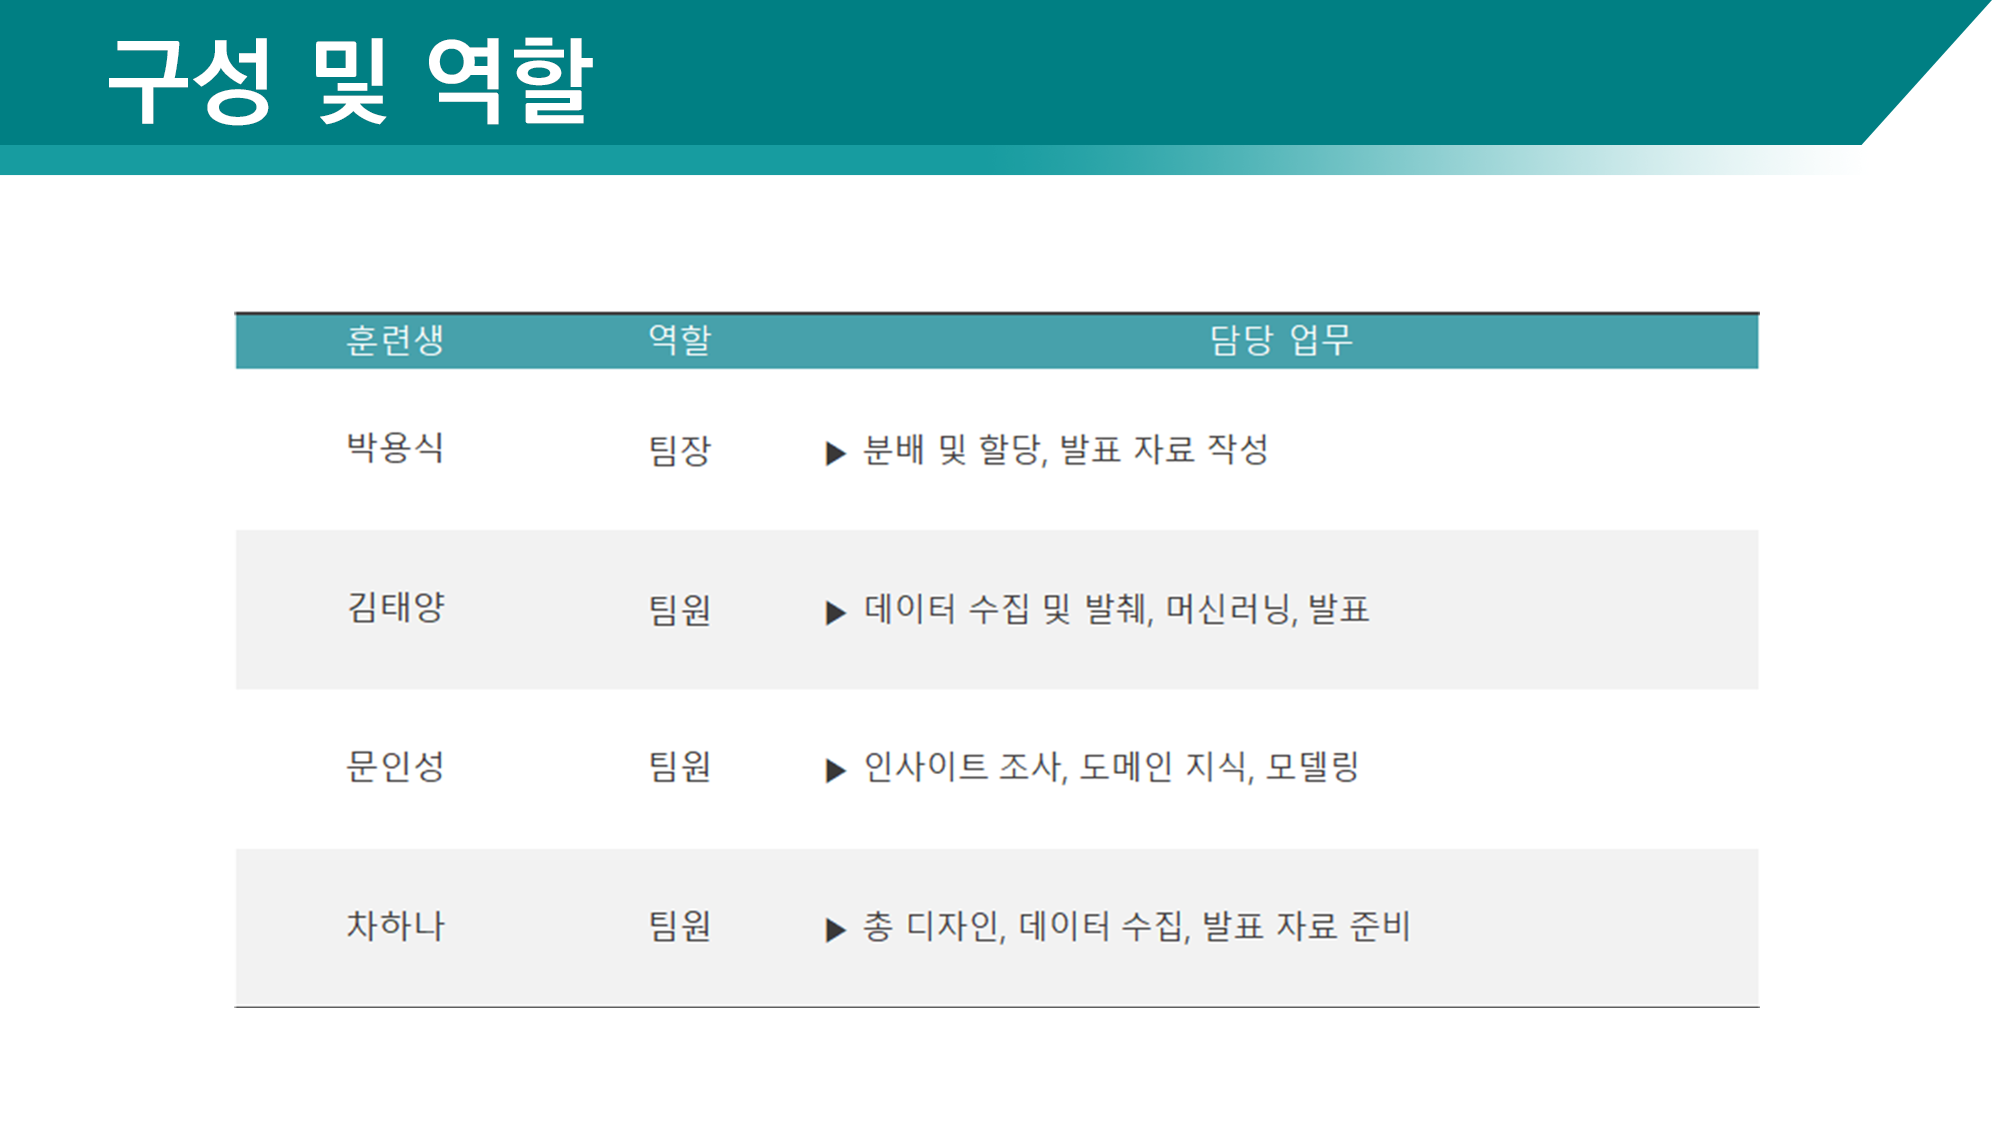 구성 및 역할
훈련생 역할 담당 업무
박용식 팀장 ▶ 분배 및 할당, 발표 자료 작성
김태양 팀원 ▶ 데이터 수집 및 발췌, 머신러닝, 발표
문인성 팀원 ▶ 인사이트 조사, 도메인 지식, 모델링
차하나 팀원 ▶ 총 디자인, 데이터 수집, 발표 자료 준비